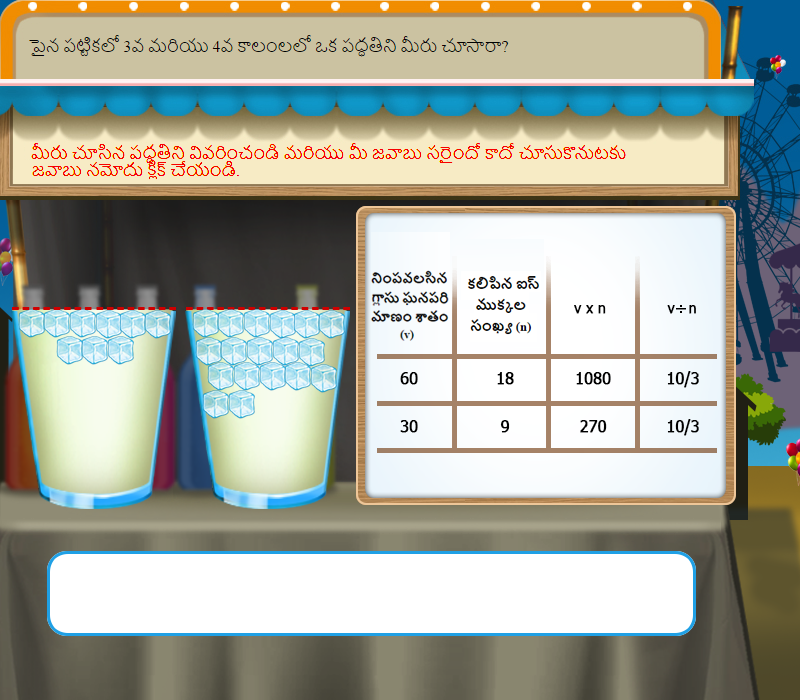 పైన పట్టికలో 3వ మరియు 4వ కాలంలలో ఒక పద్ధతిని మీరు చూసారా?
మీరు చూసిన పద్ధతిని వివరించండి మరియు మీ జవాబు సరైందో కాదో చూసుకొనుటకు
జవాబు నమోదు క్లిక్ చేయండి.
నింపవలసిన
గ్లాసు ఘనపరి
మాణం శాతం
(v)
కలిపిన ఐస్
ముక్కల
సంఖ్య (n)
v x n
v÷n
60 18 1080 10/3
30 9 270 10/3